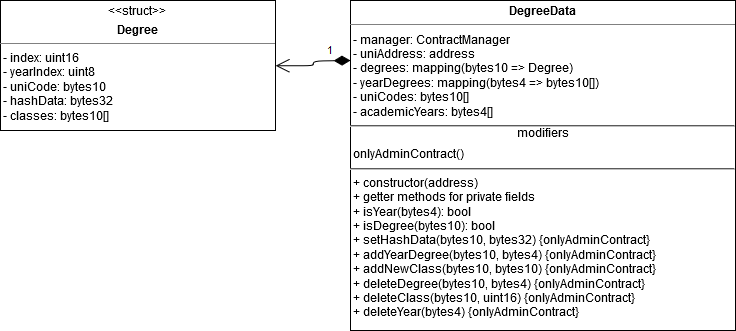 <<struct>>
Degree
- index: uint16
- yearIndex: uint8
- uniCode: bytes10
- hashData: bytes32
- classes: bytes10[]
1
DegreeData
- manager: ContractManager
- uniAddress: address
- degrees: mapping(bytes10 => Degree)
- yearDegrees: mapping(bytes4 => bytes10[])
- uniCodes: bytes10[]
- academicYears: bytes4[]
modifiers
onlyAdminContract()
+ constructor(address)
+ getter methods for private fields
+ isYear(bytes4): bool
+ isDegree(bytes10): bool
+ setHashData(bytes10, bytes32) {onlyAdminContract}
+ addYearDegree(bytes10, bytes4) {onlyAdminContract}
+ addNewClass(bytes10, bytes10) {onlyAdminContract}
+ deleteDegree(bytes10, bytes4) {onlyAdminContract}
+ deleteClass(bytes10, uint16) {onlyAdminContract}
+ deleteYear(bytes4) {onlyAdminContract}